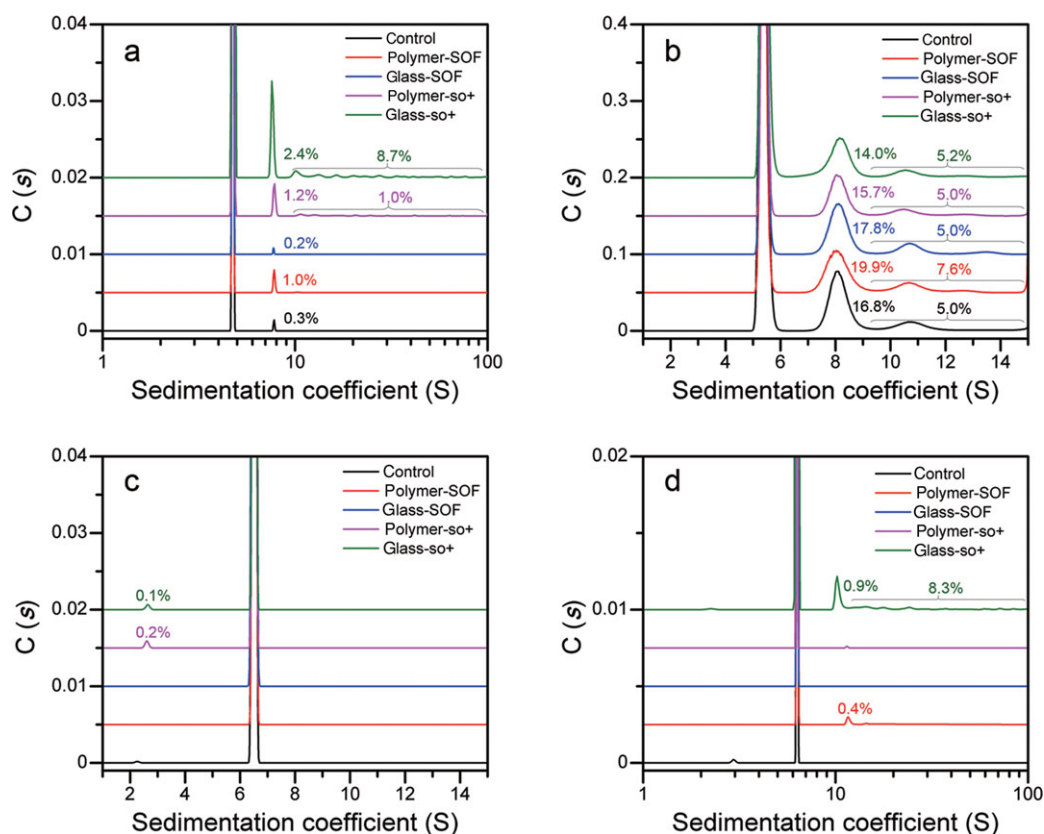 a
Control
Polymer-SOF
Glass-SOF
Polymer-so+
Glass-so+
2.4% 8.7%
1.2% 1.0%
0.2%
1.0%
0.3%
0.04
0.03
0.02
0.01
0
C (s)
1 10 100
Sedimentation coefficient (S)
b
Control
Polymer-SOF
Glass-SOF
Polymer-so+
Glass-so+
14.0% 5.2%
15.7% 5.0%
17.8% 5.0%
19.9% 7.6%
16.8% 5.0%
0.4
0.3
0.2
0.1
0
C (s)
2 4 6 8 10 12 14
Sedimentation coefficient (S)
c
Control
Polymer-SOF
Glass-SOF
Polymer-so+
Glass-so+
0.1%
0.2%
0.04
0.03
0.02
0.01
0
C (s)
2 4 6 8 10 12 14
Sedimentation coefficient (S)
d
Control
Polymer-SOF
Glass-SOF
Polymer-so+
Glass-so+
0.9% 8.3%
0.4%
0.02
0.01
0
C (s)
1 10 100
Sedimentation coefficient (S)